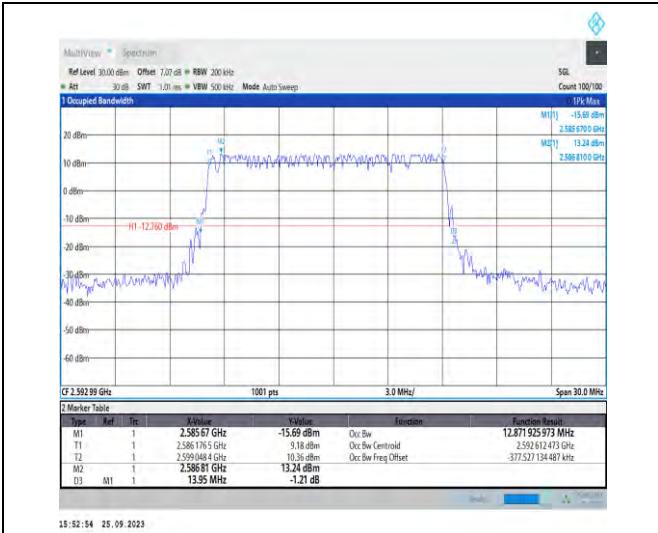 MultiView Spectrum
Ref Level 30.00 dBm Offset 7.07 dB RBW 200 kHz SGL
Att 30 dB SWT 1.01 ms VBW 500 kHz Mode Auto Sweep Count 100/100
1 Occupied Bandwidth 1Pk Max
M1[1] -15.69 dBm
2.585 6700 GHz
M2[1] 13.24 dBm
2.586 8100 GHz
20 dBm
10 dBm
0 dBm
-10 dBm
H1 -12.760 dBm
-20 dBm
-30 dBm
-40 dBm
-50 dBm
-60 dBm
CF 2.592 99 GHz 1001 pts 3.0 MHz/ Span 30.0 MHz
2 Marker Table
Type Ref Trc X-Value Y-Value Function Function Result
M1 1 2.585 67 GHz -15.69 dBm Occ Bw 12.871 925 973 MHz
T1 1 2.586 176 5 GHz 9.18 dBm Occ Bw Centroid 2.592 612 473 GHz
T2 1 2.599 048 4 GHz 10.36 dBm Occ Bw Freq Offset -377.527 134 487 kHz
M2 1 2.586 81 GHz 13.24 dBm
D3 M1 1 13.95 MHz -1.21 dB
15:52:54 25.09.2023